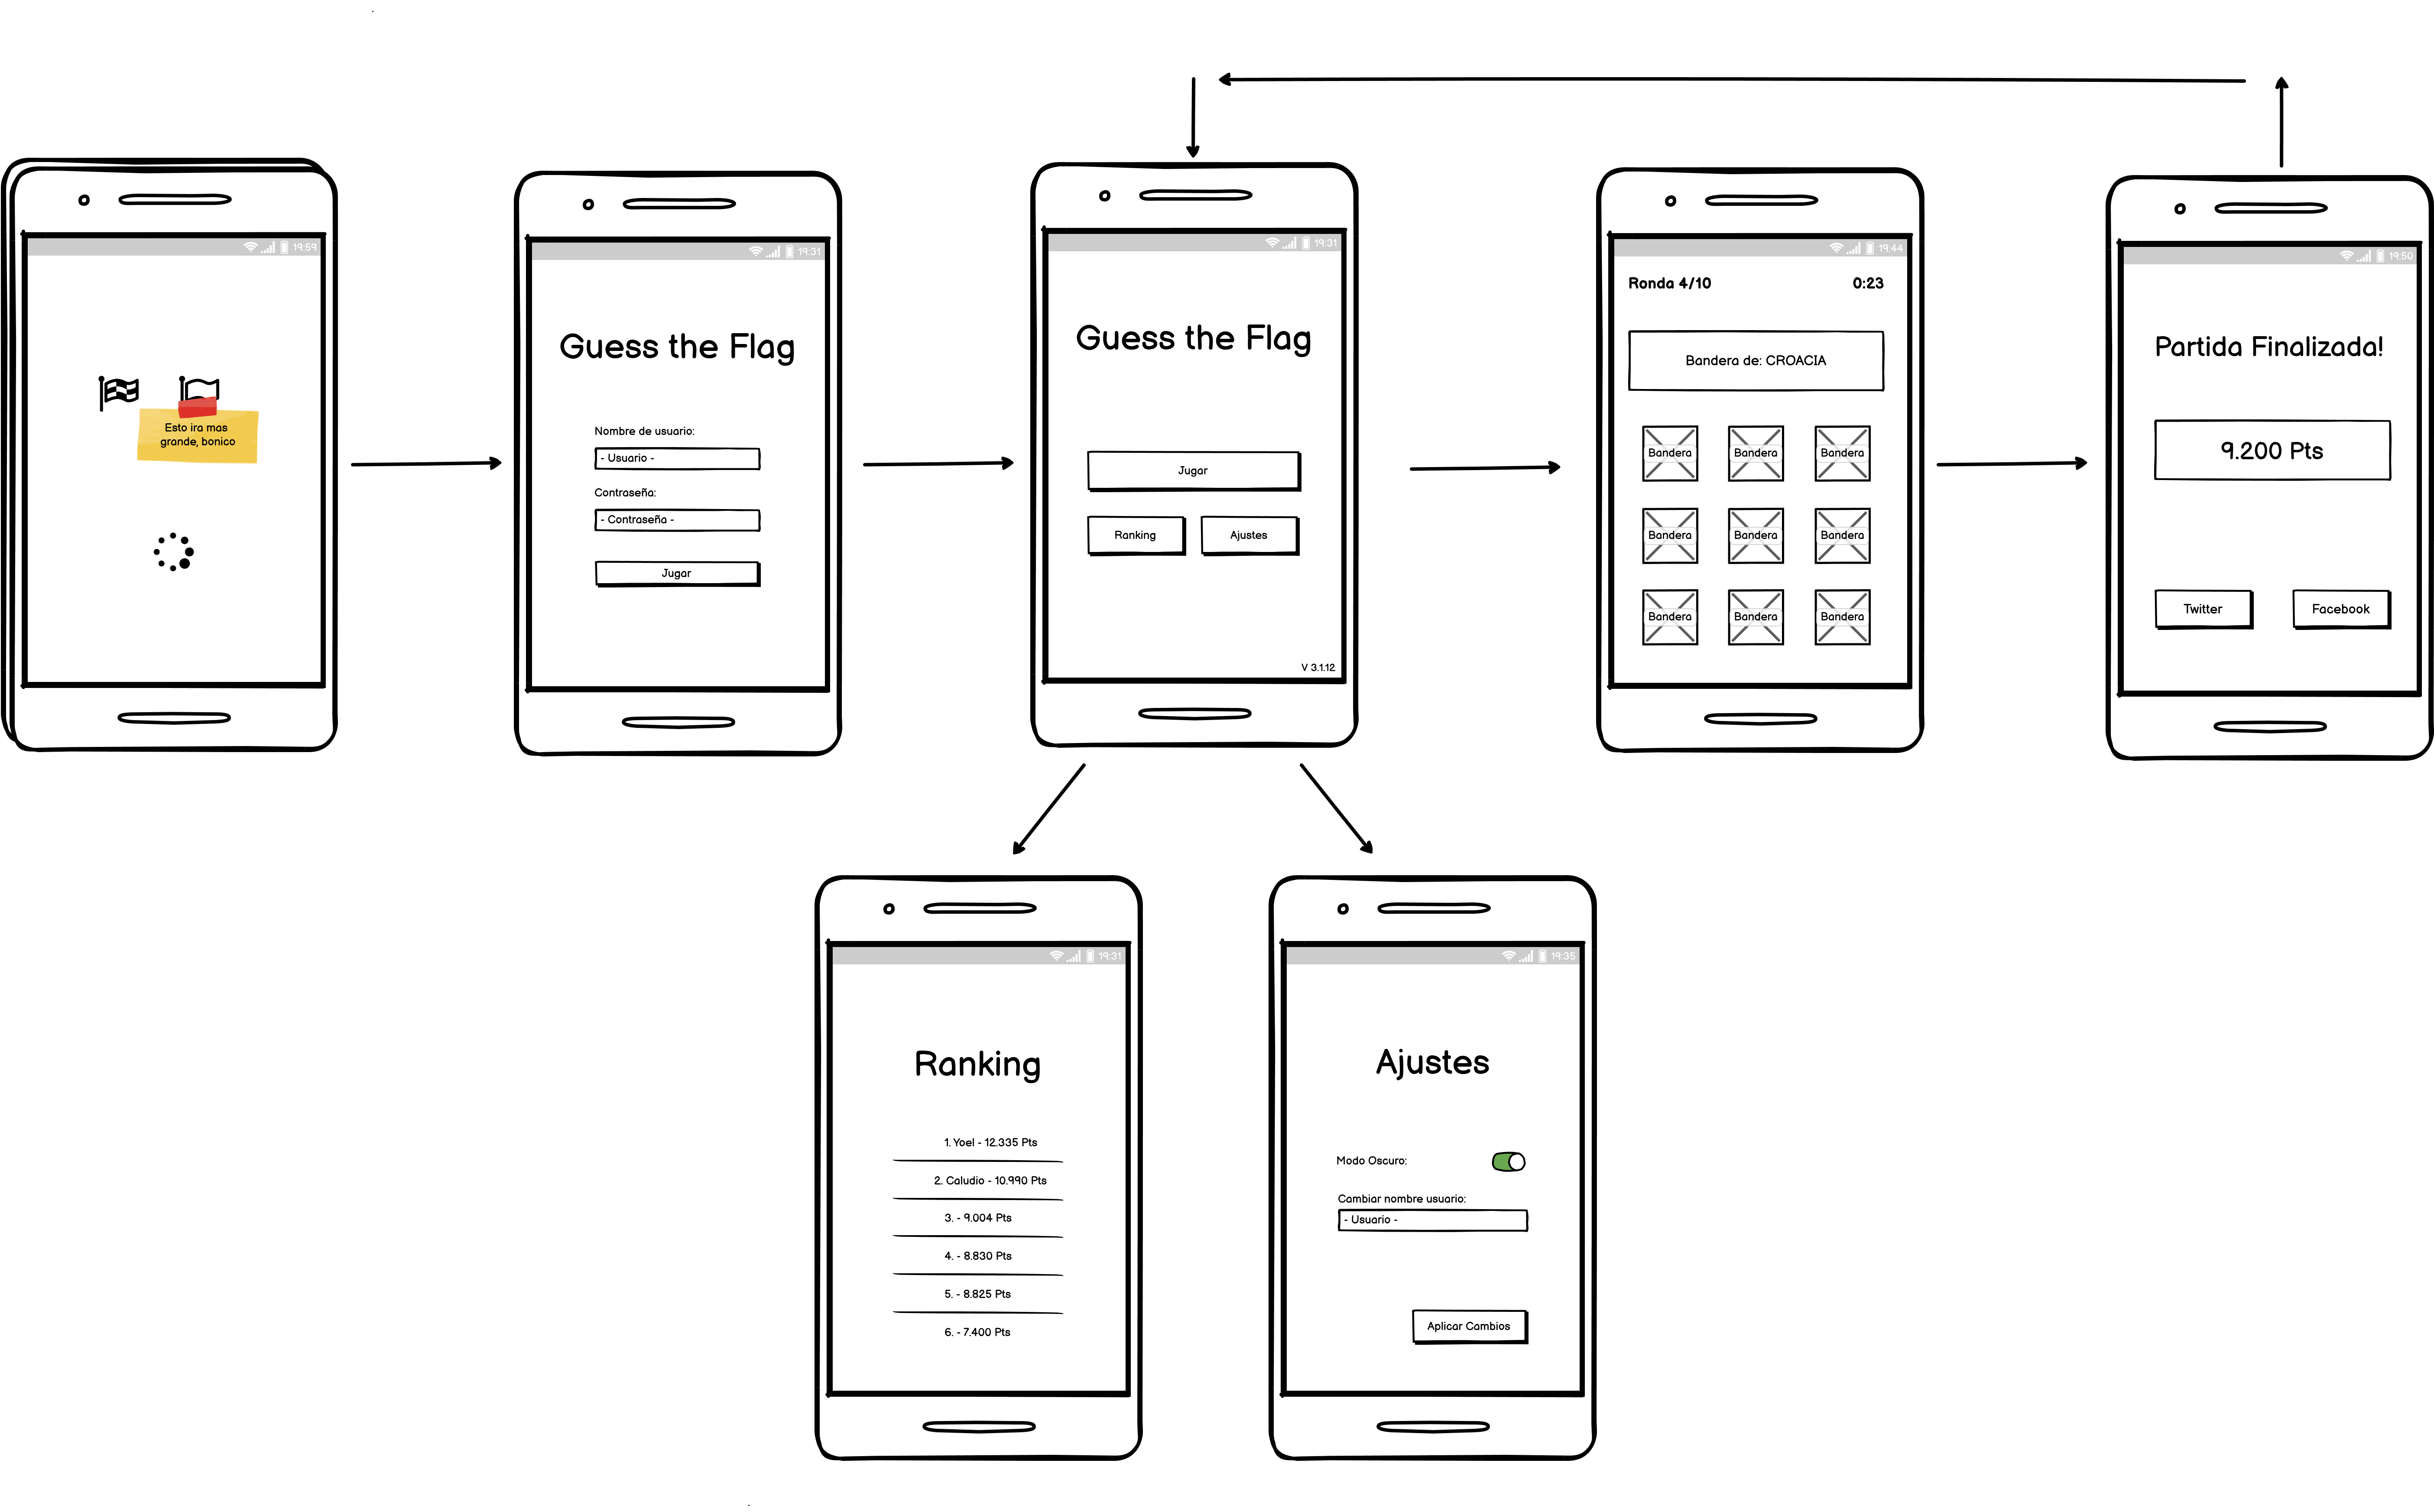 19:59
Esto ira mas
grande, bonico
19:31
Guess the Flag
Nombre de usuario:
- Usuario -
Contraseña:
- Contraseña -
Jugar
19:31
Guess the Flag
Jugar
Ranking
Ajustes
V 3.1.12
19:44
Ronda 4/10
0:23
Bandera de: CROACIA
Bandera
Bandera
Bandera
Bandera
Bandera
Bandera
Bandera
Bandera
Bandera
19:50
Partida Finalizada!
9.200 Pts
Twitter
Facebook
19:31
Ranking
1. Yoel - 12.335 Pts
2. Caludio - 10.990 Pts
3. - 9.004 Pts
4. - 8.830 Pts
5. - 8.825 Pts
6. - 7.400 Pts
19:35
Ajustes
Modo Oscuro:
Cambiar nombre usuario:
- Usuario -
Aplicar Cambios